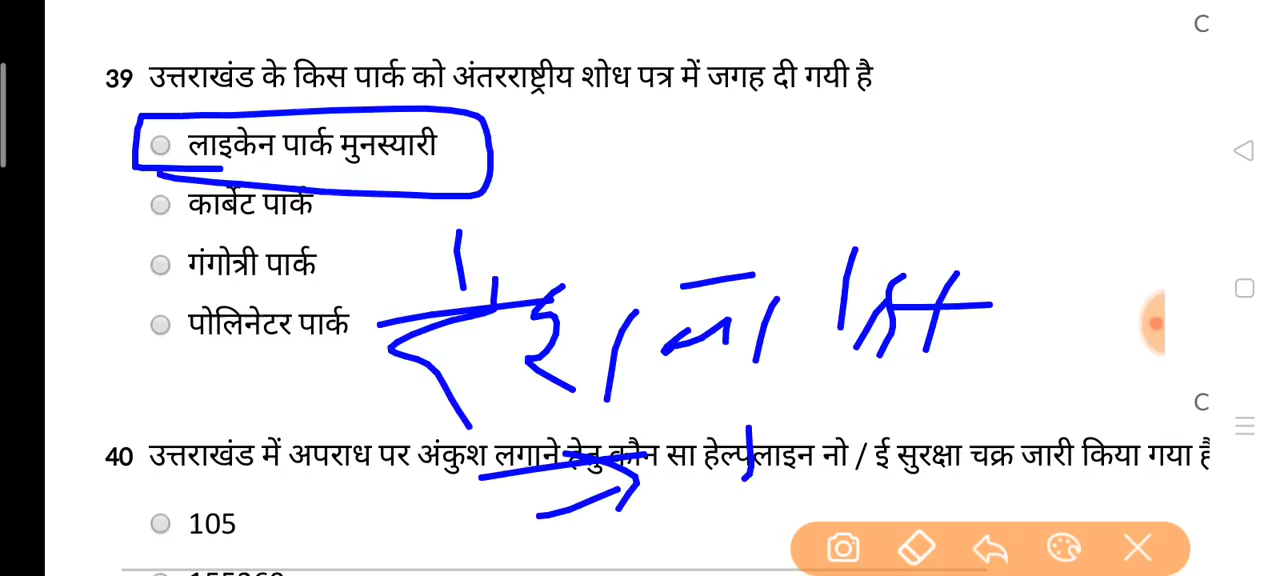 C
39 उत्तराखंड के किस पार्क को अंतरराष्ट्रीय शोध पत्र में जगह दी गयी है
लाइकेन पार्क मुनस्यारी
कार्बेट पार्क
गंगोत्री पार्क
पोलिनेटर पार्क
C
40 उत्तराखंड में अपराध पर अंकुश लगाने हेतु कौन सा हेल्पलाइन नो / ई सुरक्षा चक्र जारी किया गया है
105